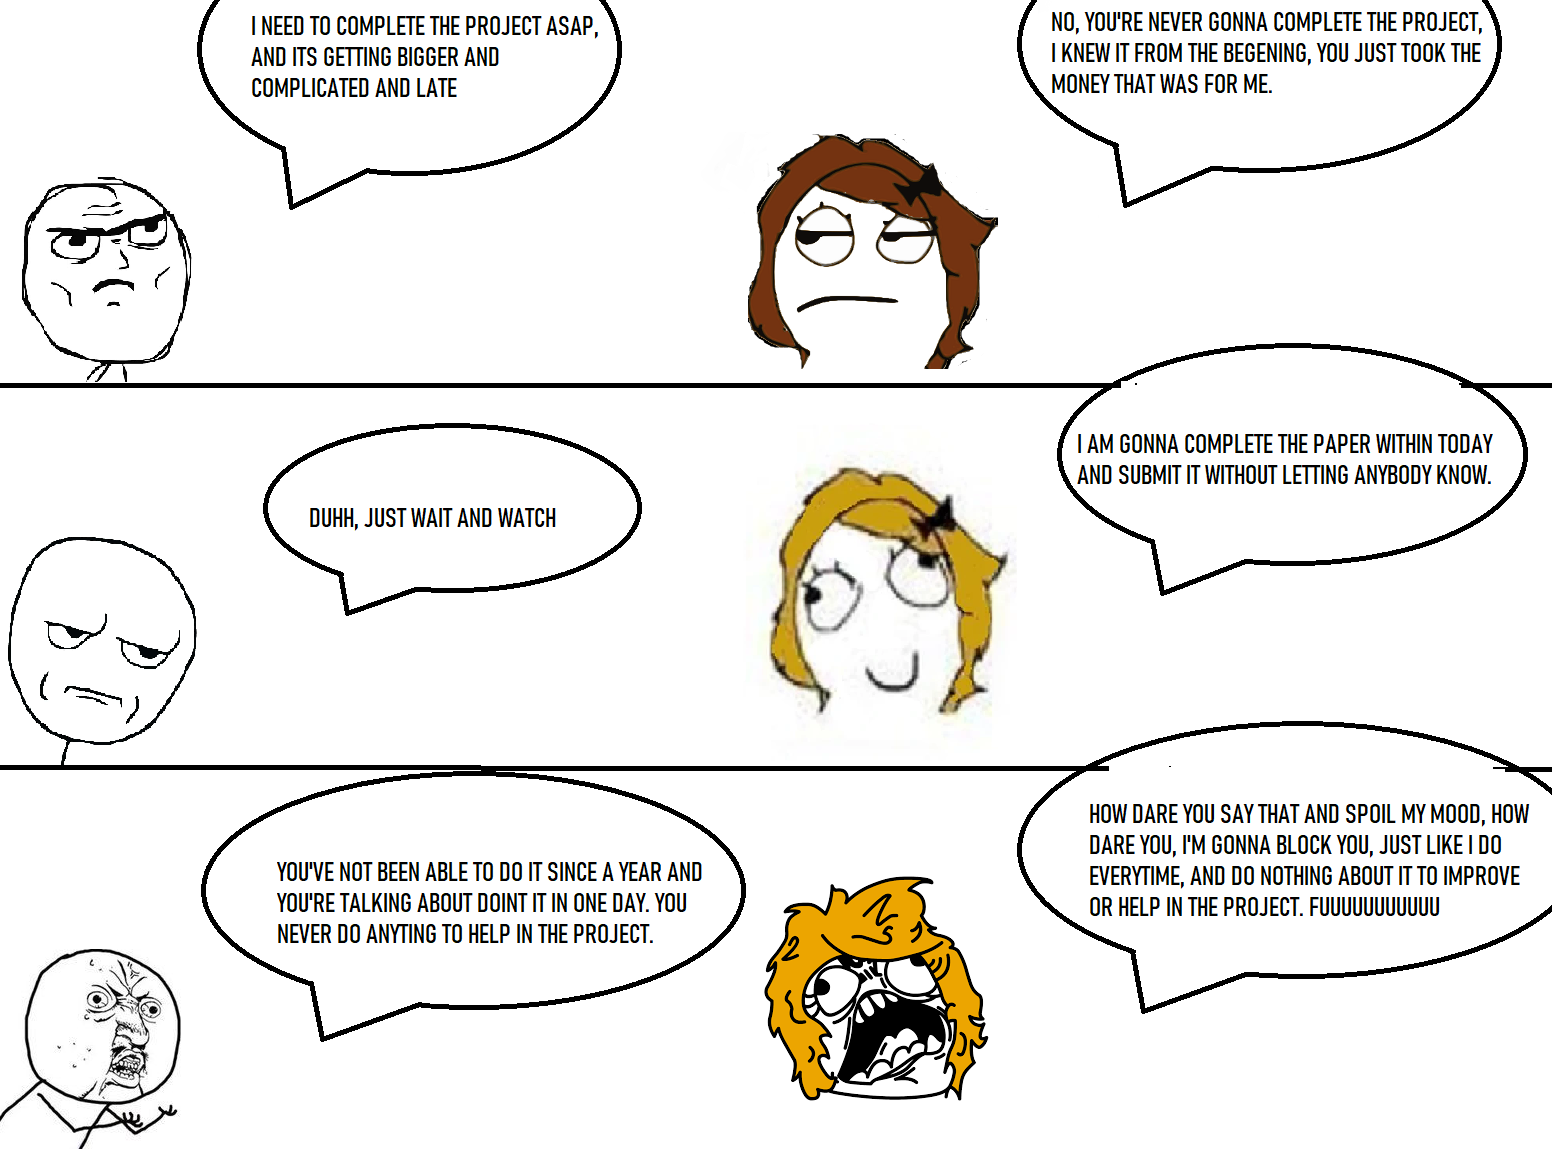 I NEED TO COMPLETE THE PROJECT ASAP,
AND ITS GETTING BIGGER AND
COMPLICATED AND LATE
NO, YOU'RE NEVER GONNA COMPLETE THE PROJECT,
I KNEW IT FROM THE BEGENING, YOU JUST TOOK THE
MONEY THAT WAS FOR ME.
DUHH, JUST WAIT AND WATCH
I AM GONNA COMPLETE THE PAPER WITHIN TODAY
AND SUBMIT IT WITHOUT LETTING ANYBODY KNOW.
YOU'VE NOT BEEN ABLE TO DO IT SINCE A YEAR AND
YOU'RE TALKING ABOUT DOINT IT IN ONE DAY. YOU
NEVER DO ANYTING TO HELP IN THE PROJECT.
HOW DARE YOU SAY THAT AND SPOIL MY MOOD, HOW
DARE YOU, I'M GONNA BLOCK YOU, JUST LIKE I DO
EVERYTIME, AND DO NOTHING ABOUT IT TO IMPROVE
OR HELP IN THE PROJECT. FUUUUUUUUUUU